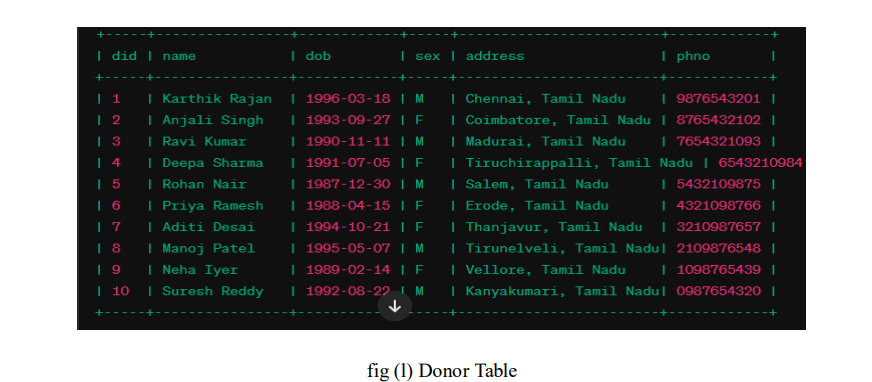 +-----+----------------+------------+-----+------------------------+------------+
| did | name | dob | sex | address | phno |
+-----+----------------+------------+-----+------------------------+------------+
| 1 | Karthik Rajan | 1996-03-18 | M | Chennai, Tamil Nadu | 9876543201 |
| 2 | Anjali Singh | 1993-09-27 | F | Coimbatore, Tamil Nadu | 8765432102 |
| 3 | Ravi Kumar | 1990-11-11 | M | Madurai, Tamil Nadu | 7654321093 |
| 4 | Deepa Sharma | 1991-07-05 | F | Tiruchirappalli, Tamil Nadu | 6543210984
| 5 | Rohan Nair | 1987-12-30 | M | Salem, Tamil Nadu | 5432109875 |
| 6 | Priya Ramesh | 1988-04-15 | F | Erode, Tamil Nadu | 4321098766 |
| 7 | Aditi Desai | 1994-10-21 | F | Thanjavur, Tamil Nadu | 3210987657 |
| 8 | Manoj Patel | 1995-05-07 | M | Tirunelveli, Tamil Nadu| 2109876548 |
| 9 | Neha Iyer | 1989-02-14 | F | Vellore, Tamil Nadu | 1098765439 |
| 10 | Suresh Reddy | 1992-08-22 | M | Kanyakumari, Tamil Nadu| 0987654320 |
+-----+----------------+------------+-----+------------------------+------------+
fig (l) Donor Table